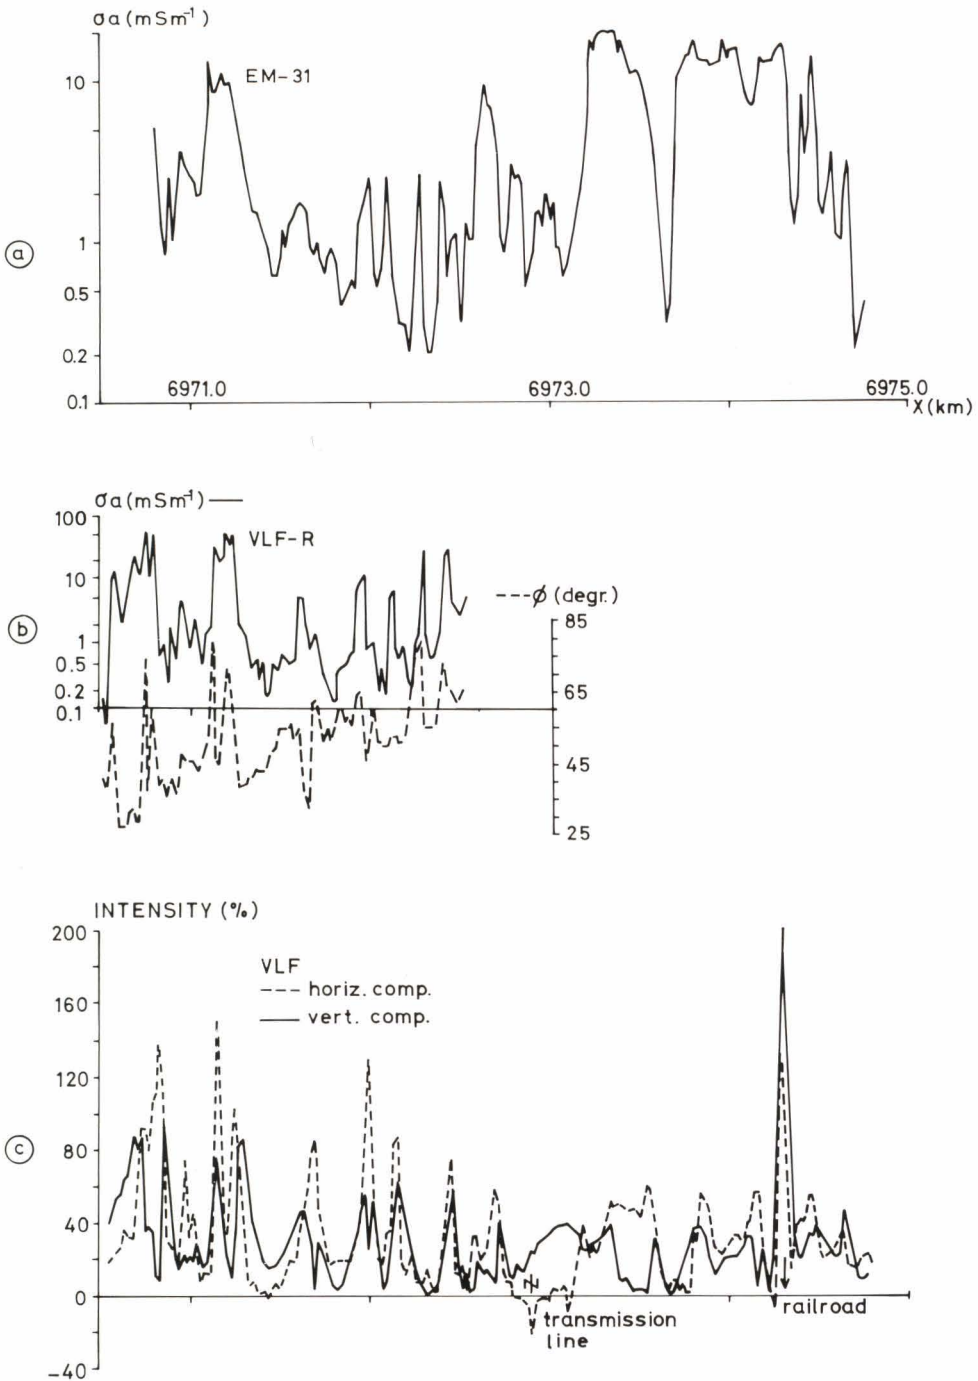 σa (mSm⁻¹)
EM-31
10
1
0.5
0.2
0.1
6971.0 6973.0 6975.0
X (km)
a
σa (mSm⁻¹) —
100
VLF-R
10
1
0.5
0.2
0.1
---ϕ (degr.)
85
65
45
25
b
INTENSITY (%)
200
160
120
80
40
0
-40
VLF
--- horiz. comp.
— vert. comp.
c
transmission
line
railroad